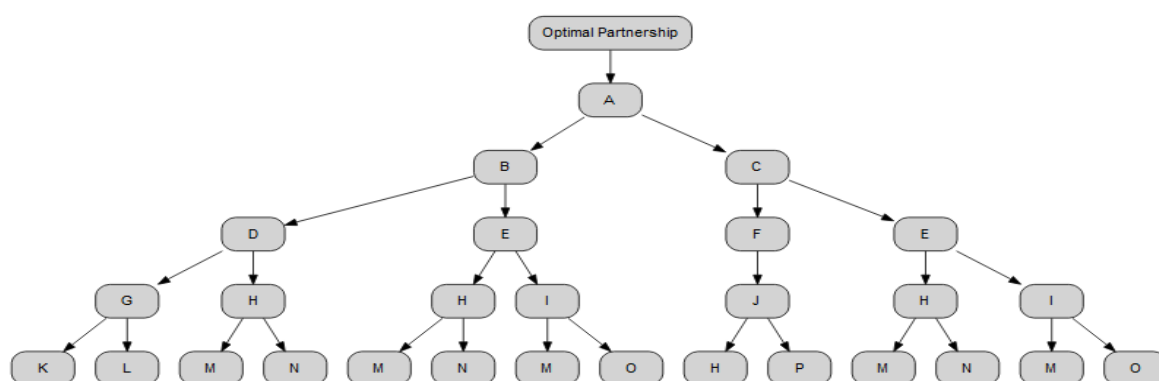 Optimal Partnership
A
B C
D E F E
G H H I J H I
K L M N M N M O H P M N M O